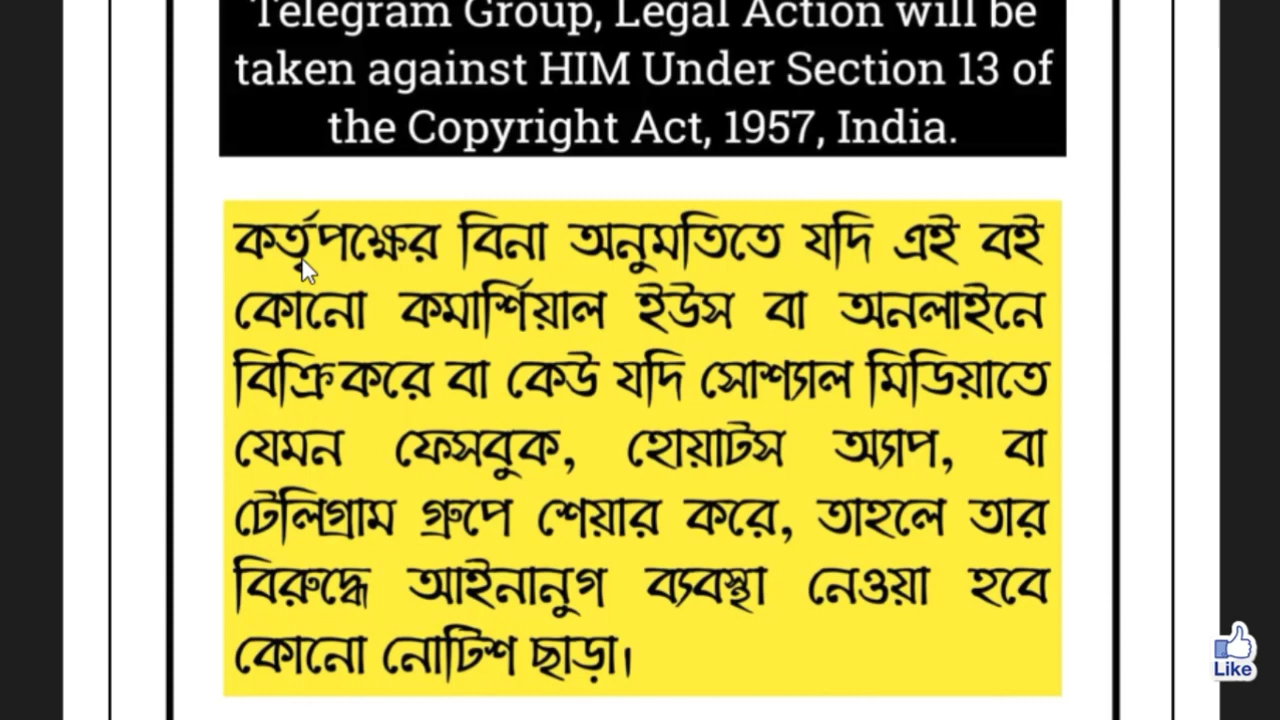 Telegram Group, Legal Action will be
taken against HIM Under Section 13 of
the Copyright Act, 1957, India.
কর্তৃপক্ষের বিনা অনুমতিতে যদি এই বই
কোনো কমার্শিয়াল ইউস বা অনলাইনে
বিক্রি করে বা কেউ যদি সোশ্যাল মিডিয়াতে
যেমন ফেসবুক, হোয়াটস অ্যাপ, বা
টেলিগ্রাম গ্রুপে শেয়ার করে, তাহলে তার
বিরুদ্ধে আইনানুগ ব্যবস্থা নেওয়া হবে
কোনো নোটিশ ছাড়া।
Like